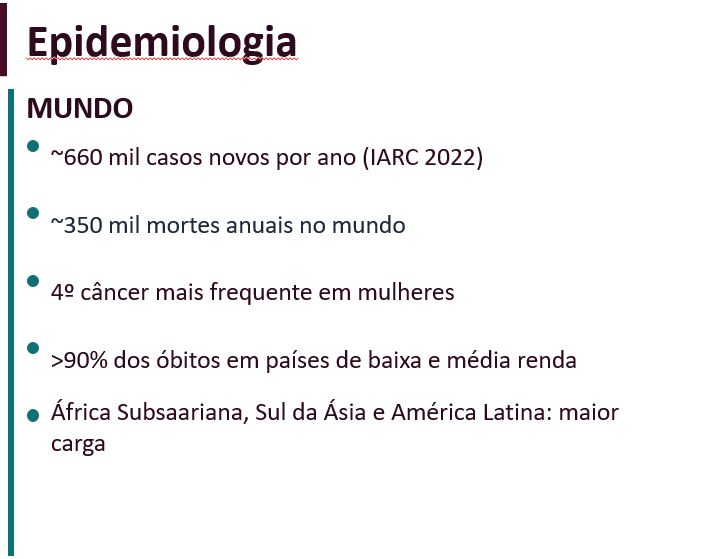 Epidemiologia
MUNDO
~660 mil casos novos por ano (IARC 2022)
~350 mil mortes anuais no mundo
4º câncer mais frequente em mulheres
>90% dos óbitos em países de baixa e média renda
África Subsaariana, Sul da Ásia e América Latina: maior
carga